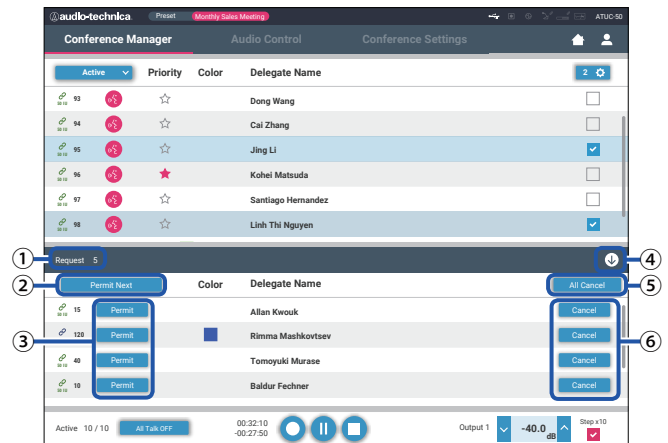 audio-technica Preset Monthly Sales Meeting ATUC-50
Conference Manager Audio Control Conference Settings
Active Priority Color Delegate Name 2
93 Dong Wang
94 Cai Zhang
95 Jing Li
96 Kohei Matsuda
97 Santiago Hernandez
98 Linh Thi Nguyen
① Request 5 ④
② Permit Next Color Delegate Name All Cancel ⑤
15 Permit Allan Kwouk Cancel
③ 120 Permit Rimma Mashkovtsev Cancel ⑥
40 Permit Tomoyuki Murase Cancel
10 Permit Baldur Fechner Cancel
Active 10 / 10 All Talk OFF 00:32:10 Output 1 -40.0 dB Step x10
-00:27:50